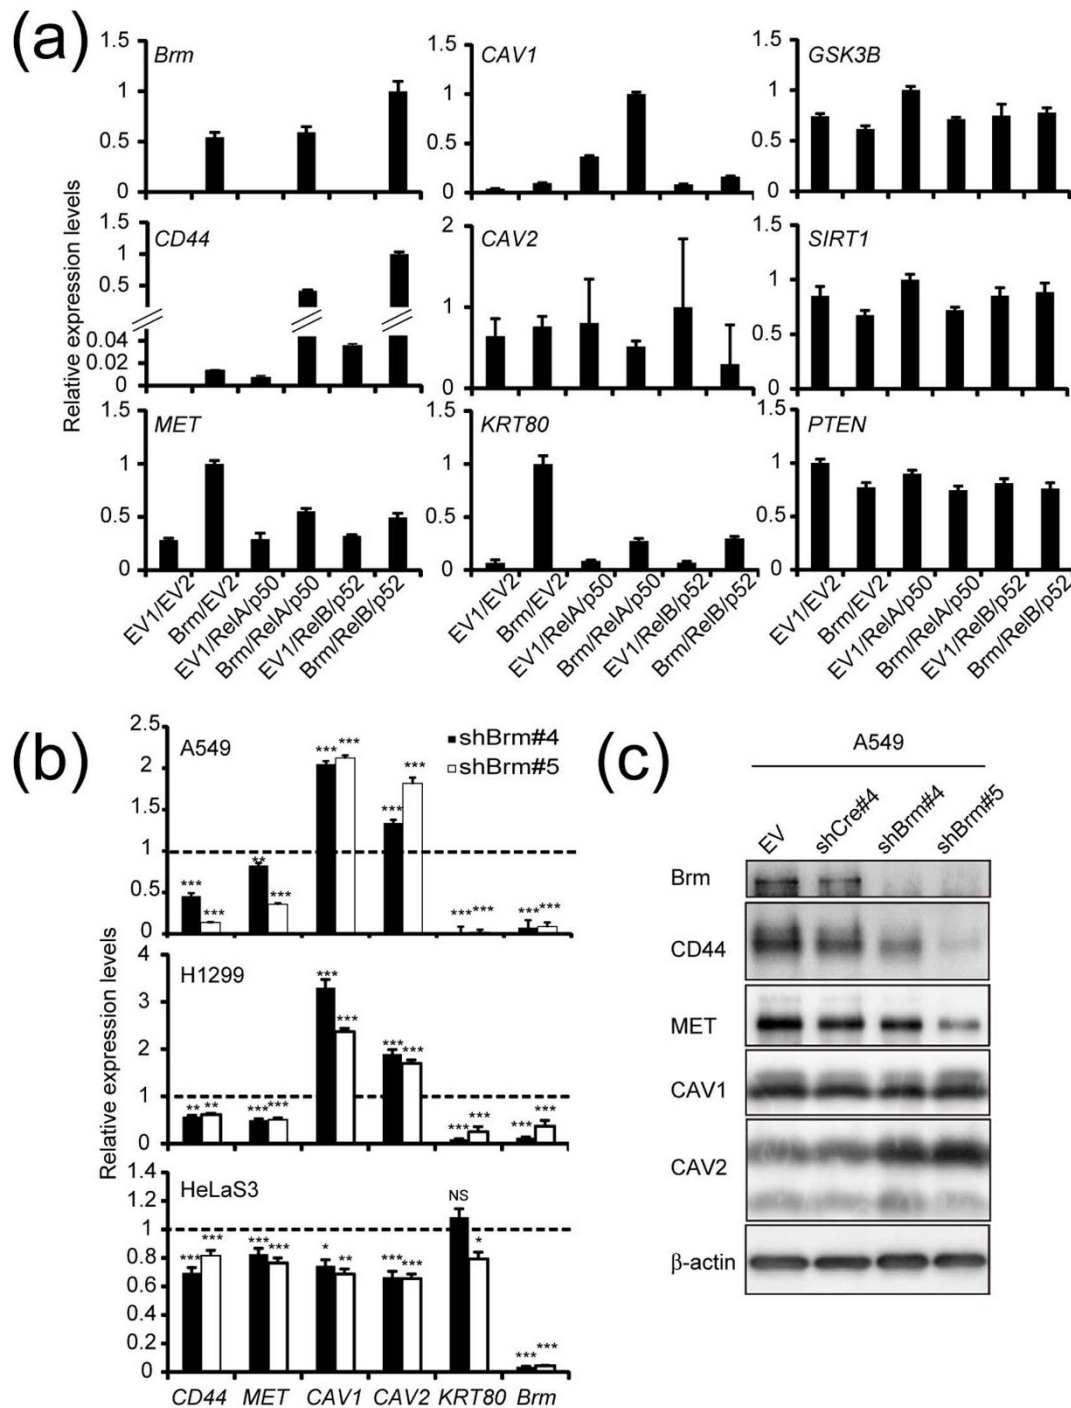 (a)
Relative expression levels
Brm
1.5
1
0.5
0
CAV1
1.5
1
0.5
0
GSK3B
1.5
1
0.5
0
CD44
1.5
1
0.5
0.04
0.02
0
CAV2
2
1
0
SIRT1
1.5
1
0.5
0
MET
1.5
1
0.5
0
KRT80
1.5
1
0.5
0
PTEN
1.5
1
0.5
0
EV1/EV2
Brm/EV2
EV1/RelA/p50
Brm/RelA/p50
EV1/RelB/p52
Brm/RelB/p52
EV1/EV2
Brm/EV2
EV1/RelA/p50
Brm/RelA/p50
EV1/RelB/p52
Brm/RelB/p52
EV1/EV2
Brm/EV2
EV1/RelA/p50
Brm/RelA/p50
EV1/RelB/p52
Brm/RelB/p52
(b)
Relative expression levels
A549
shBrm#4
shBrm#5
2.5
2
1.5
1
0.5
0
*** *** ** *** *** *** *** *** *** *** *** ***
H1299
4
3
2
1
0
** ** *** *** *** *** *** *** *** *** *** ***
HeLaS3
1.4
1.2
1
0.8
0.6
0.4
0.2
0
*** *** *** *** * ** *** *** NS * *** ***
CD44 MET CAV1 CAV2 KRT80 Brm
(c)
A549
EV shCre#4 shBrm#4 shBrm#5
Brm
CD44
MET
CAV1
CAV2
β-actin